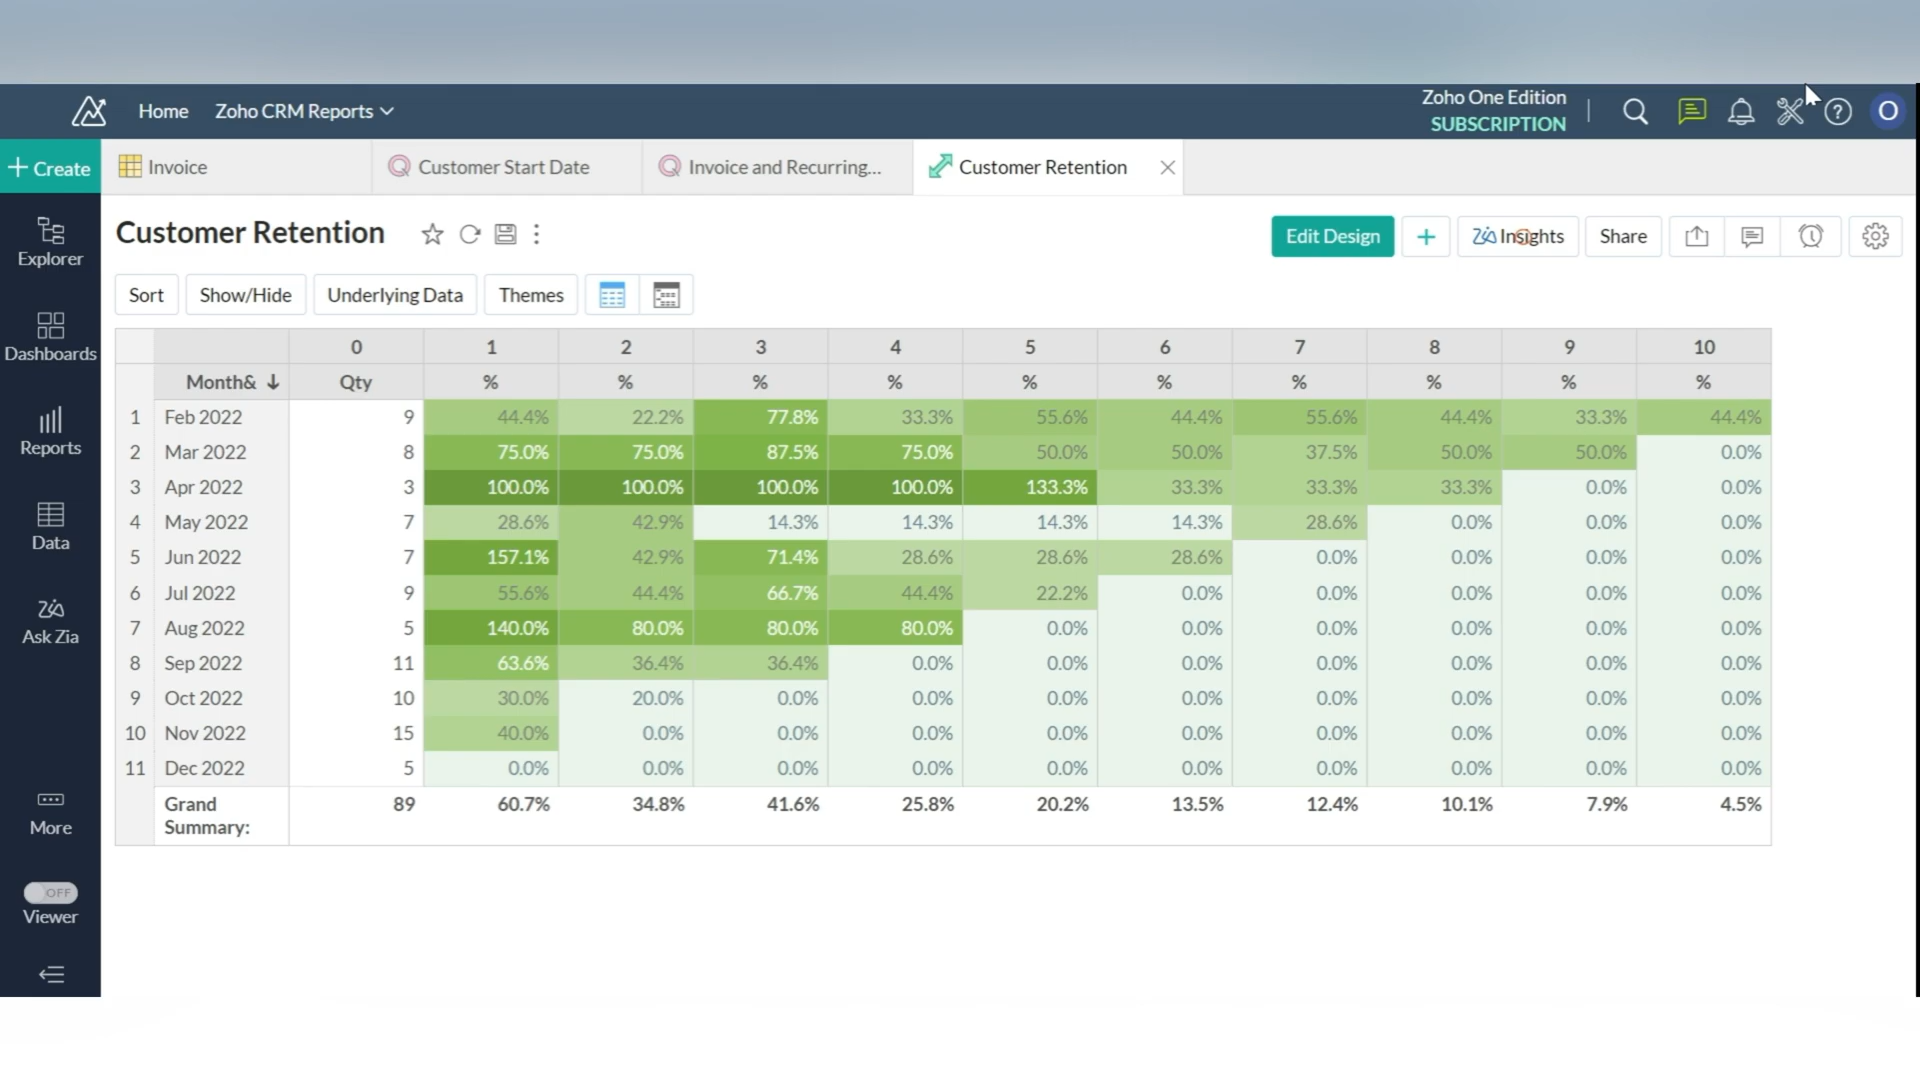 Home Zoho CRM Reports Zoho One Edition
SUBSCRIPTION O
+ Create Invoice Customer Start Date Invoice and Recurring... Customer Retention
Customer Retention Edit Design + Zia Insights Share
Explorer
Sort Show/Hide Underlying Data Themes
Dashboards
Reports
Data
Ask Zia
More
OFF
Viewer
0 1 2 3 4 5 6 7 8 9 10
Month& Qty % % % % % % % % % %
1 Feb 2022 9 44.4% 22.2% 77.8% 33.3% 55.6% 44.4% 55.6% 44.4% 33.3% 44.4%
2 Mar 2022 8 75.0% 75.0% 87.5% 75.0% 50.0% 50.0% 37.5% 50.0% 50.0% 0.0%
3 Apr 2022 3 100.0% 100.0% 100.0% 100.0% 133.3% 33.3% 33.3% 33.3% 0.0% 0.0%
4 May 2022 7 28.6% 42.9% 14.3% 14.3% 14.3% 14.3% 28.6% 0.0% 0.0% 0.0%
5 Jun 2022 7 157.1% 42.9% 71.4% 28.6% 28.6% 28.6% 0.0% 0.0% 0.0% 0.0%
6 Jul 2022 9 55.6% 44.4% 66.7% 44.4% 22.2% 0.0% 0.0% 0.0% 0.0% 0.0%
7 Aug 2022 5 140.0% 80.0% 80.0% 80.0% 0.0% 0.0% 0.0% 0.0% 0.0% 0.0%
8 Sep 2022 11 63.6% 36.4% 36.4% 0.0% 0.0% 0.0% 0.0% 0.0% 0.0% 0.0%
9 Oct 2022 10 30.0% 20.0% 0.0% 0.0% 0.0% 0.0% 0.0% 0.0% 0.0% 0.0%
10 Nov 2022 15 40.0% 0.0% 0.0% 0.0% 0.0% 0.0% 0.0% 0.0% 0.0% 0.0%
11 Dec 2022 5 0.0% 0.0% 0.0% 0.0% 0.0% 0.0% 0.0% 0.0% 0.0% 0.0%
Grand 89 60.7% 34.8% 41.6% 25.8% 20.2% 13.5% 12.4% 10.1% 7.9% 4.5%
Summary: